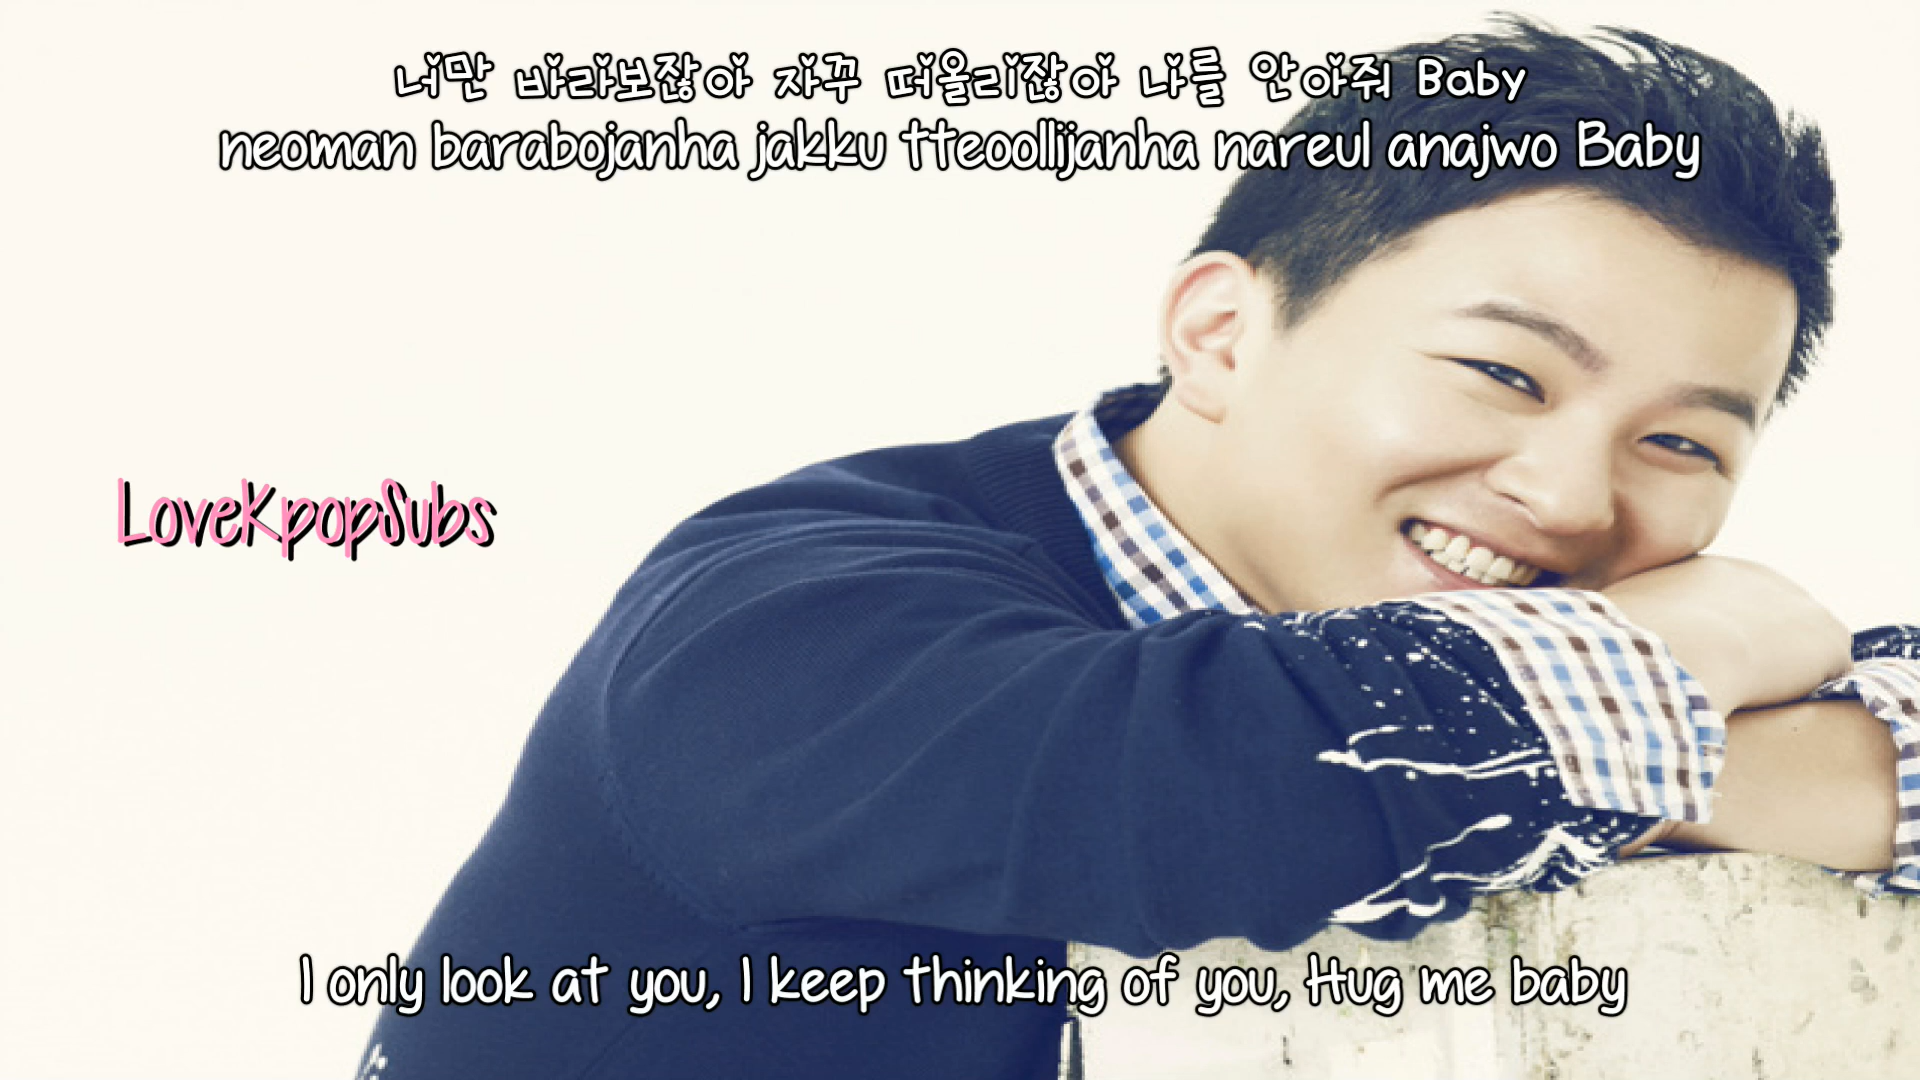 너만 바라보잖아 자꾸 떠올리잖아 나를 안아줘 Baby
neoman barabojanha jakku tteoollijanha nareul anajwo Baby
LoveKpopSubs
I only look at you, I keep thinking of you, Hug me baby